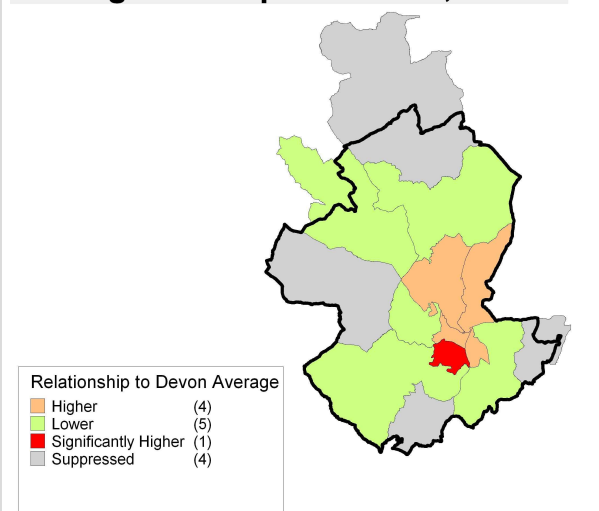 Relationship to Devon Average
Higher (4)
Lower (5)
Significantly Higher (1)
Suppressed (4)